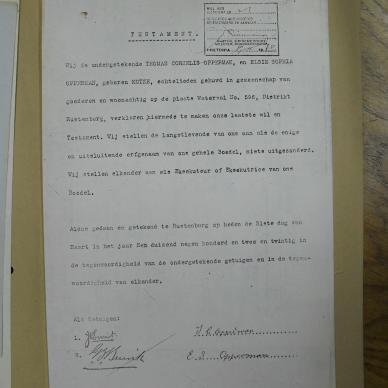 TESTAMENT.
Wij de ondergetekende THOMAS CORNELIS OPPERMAN, en ELSIE SOPHIA
OPPERMAN, geboren KRUGER, echtelieden gehuwd in gemeenschap van
goederen en woonachtig op de plaats Waterval No. 596, Distrikt
Rustenburg, verklaren hiermede te maken onze laatste wil en
Testament. Wij stellen de langstlevende van ons aan als de enige
en uitsluitende erfgenaam van ons gehele Boedel, niets uitgezonderd.
Wij stellen elkander aan als Eksekuteur of Eksekutrice van ons
Boedel.
Aldus gedaan en getekend te Rustenburg op heden de 21ste dag van
Maart in het jaar Een duizend negen honderd en twee en twintig in
de tegenwoordigheid van de ondergetekende getuigen en in de tegen-
woordigheid van elkander.
Als Getuigen:
1.
2.
E. S. Opperman